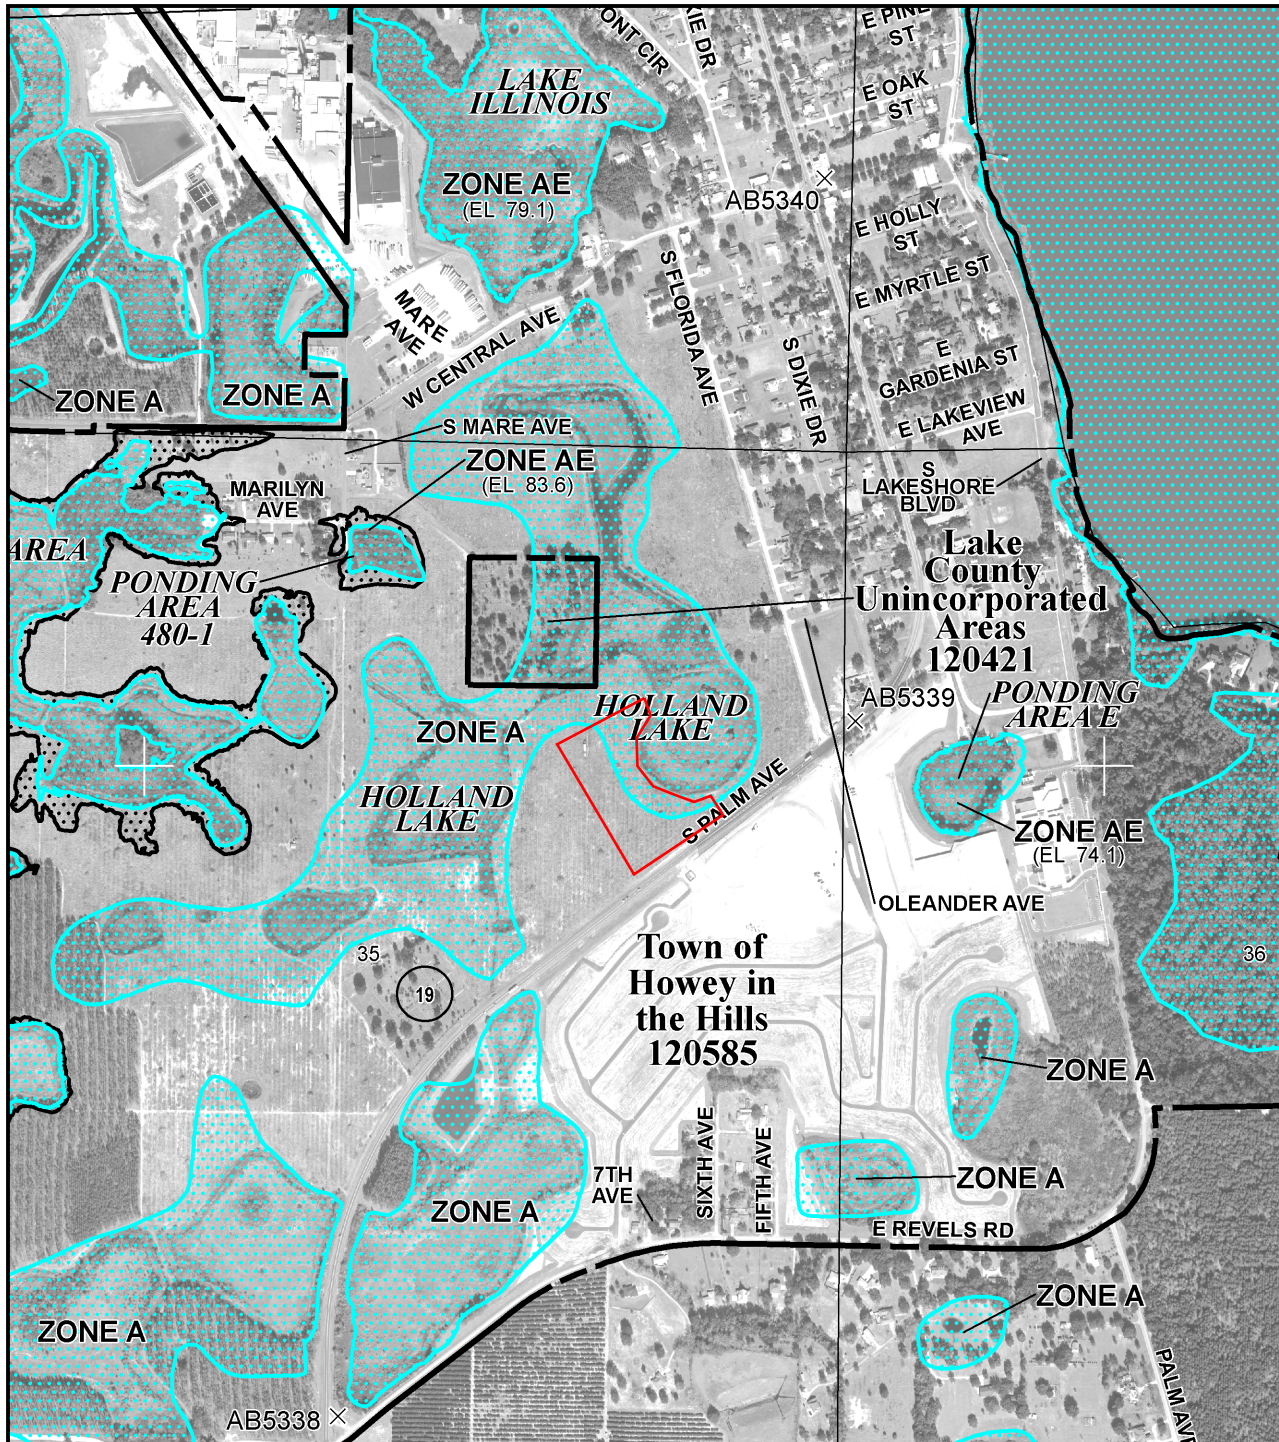 ONT CIR
XIE DR
E PINE
ST
E OAK
ST
LAKE
ILLINOIS
ZONE AE
(EL 79.1)
AB5340
E HOLLY
ST
E MYRTLE ST
S FLORIDA AVE
MARE
AVE
W CENTRAL AVE
S DIXIE DR
E
GARDENIA ST
E LAKEVIEW
AVE
ZONE A
ZONE A
S MARE AVE
ZONE AE
(EL 83.6)
MARILYN
AVE
S
LAKESHORE
BLVD
AREA
PONDING
AREA
480-1
Lake
County
Unincorporated
Areas
120421
HOLLAND
LAKE
AB5339
PONDING
AREA E
ZONE A
HOLLAND
LAKE
S PALM AVE
ZONE AE
(EL 74.1)
OLEANDER AVE
35
19
36
Town of
Howey in
the Hills
120585
ZONE A
SIXTH AVE
FIFTH AVE
7TH
AVE
ZONE A
ZONE A
E REVELS RD
ZONE A
ZONE A
PALM AVE
AB5338